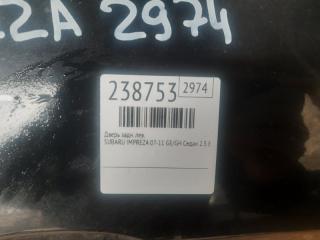 ZA 2974
238753 2974
Дверь задн. лев.
SUBARU IMPREZA 07-11 GE/GH Седан 2.5 б